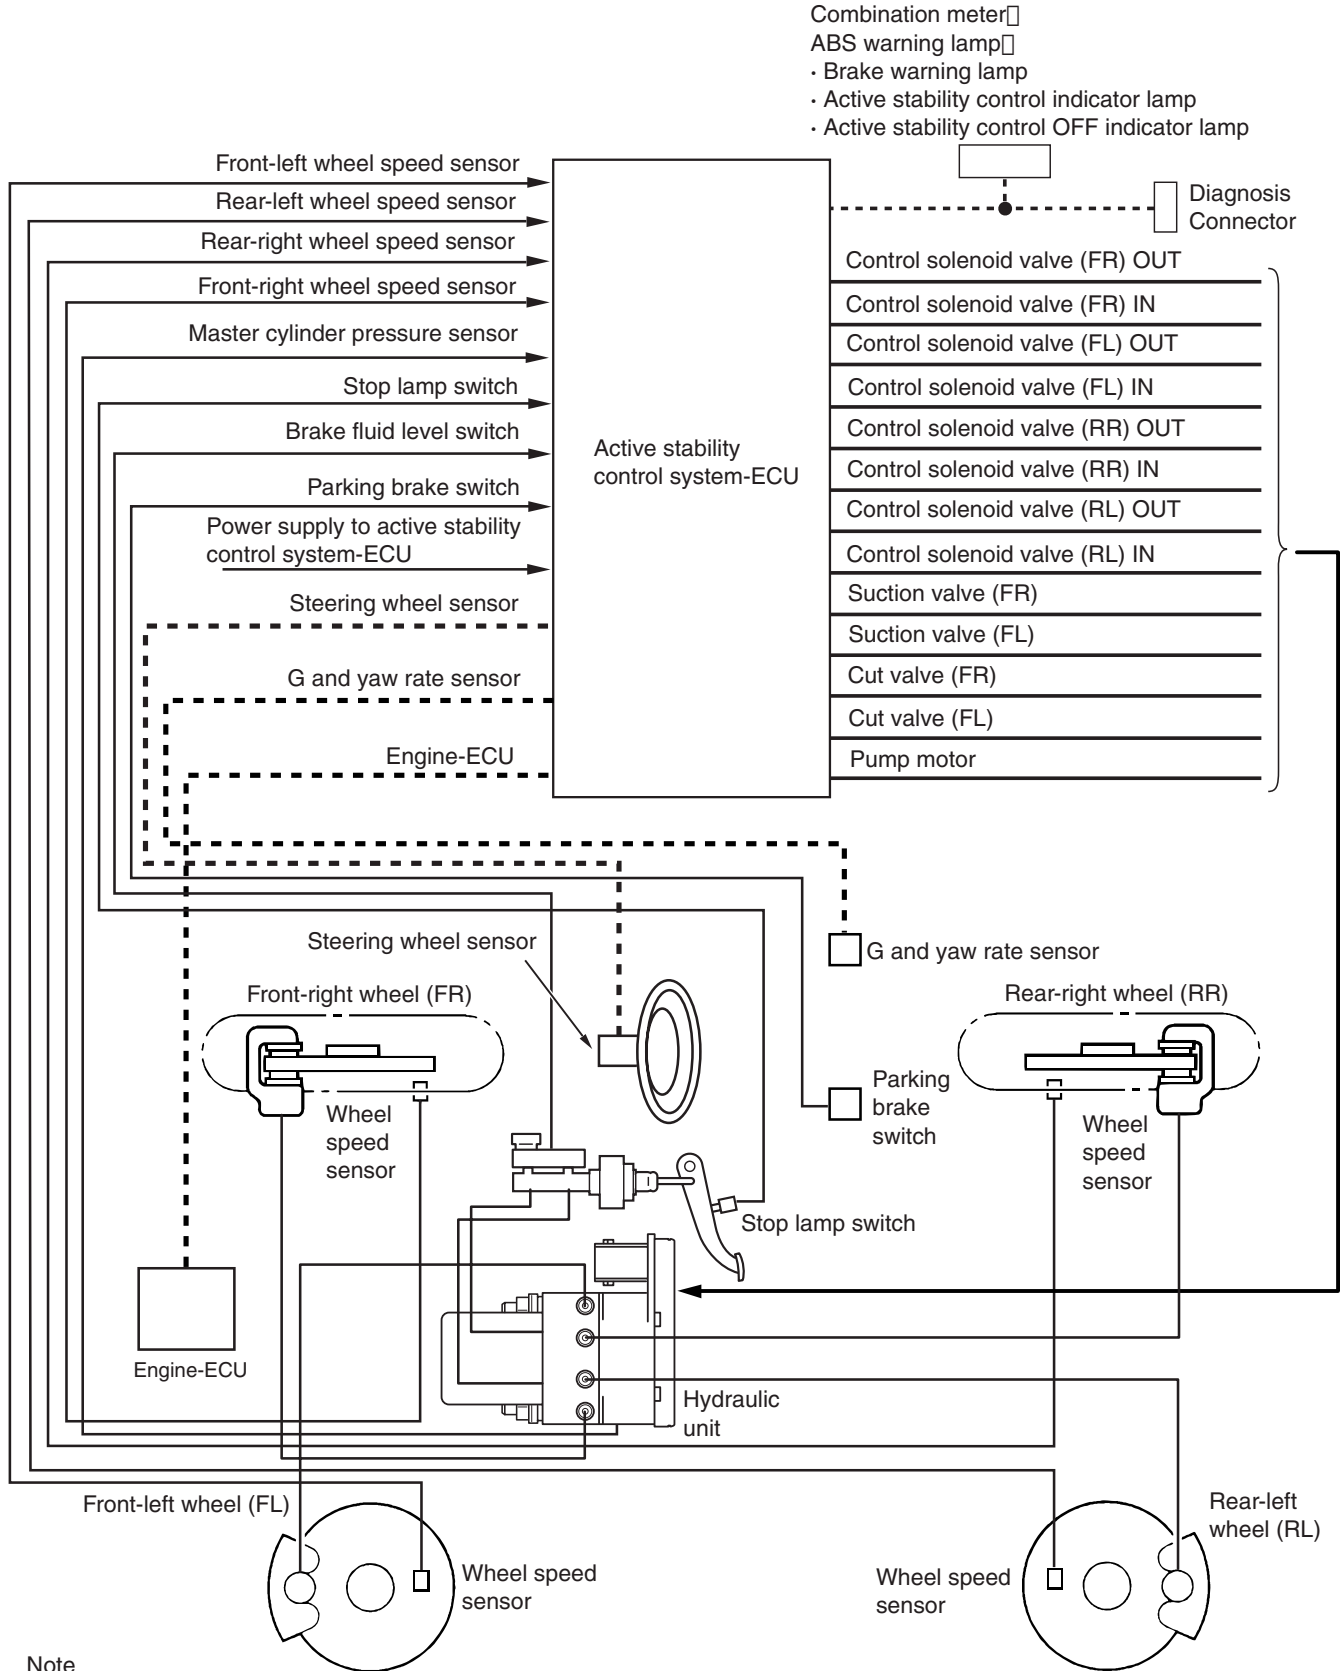 Combination meter
ABS warning lamp
· Brake warning lamp
· Active stability control indicator lamp
· Active stability control OFF indicator lamp
Front-left wheel speed sensor
Rear-left wheel speed sensor
Rear-right wheel speed sensor
Front-right wheel speed sensor
Master cylinder pressure sensor
Stop lamp switch
Brake fluid level switch
Parking brake switch
Power supply to active stability
control system-ECU
Steering wheel sensor
G and yaw rate sensor
Engine-ECU
Active stability
control system-ECU
Diagnosis
Connector
Control solenoid valve (FR) OUT
Control solenoid valve (FR) IN
Control solenoid valve (FL) OUT
Control solenoid valve (FL) IN
Control solenoid valve (RR) OUT
Control solenoid valve (RR) IN
Control solenoid valve (RL) OUT
Control solenoid valve (RL) IN
Suction valve (FR)
Suction valve (FL)
Cut valve (FR)
Cut valve (FL)
Pump motor
Steering wheel sensor
G and yaw rate sensor
Front-right wheel (FR)
Rear-right wheel (RR)
Wheel
speed
sensor
Parking
brake
switch
Wheel
speed
sensor
Stop lamp switch
Engine-ECU
Hydraulic
unit
Front-left wheel (FL)
Rear-left
wheel (RL)
Wheel speed
sensor
Wheel speed
sensor
Note